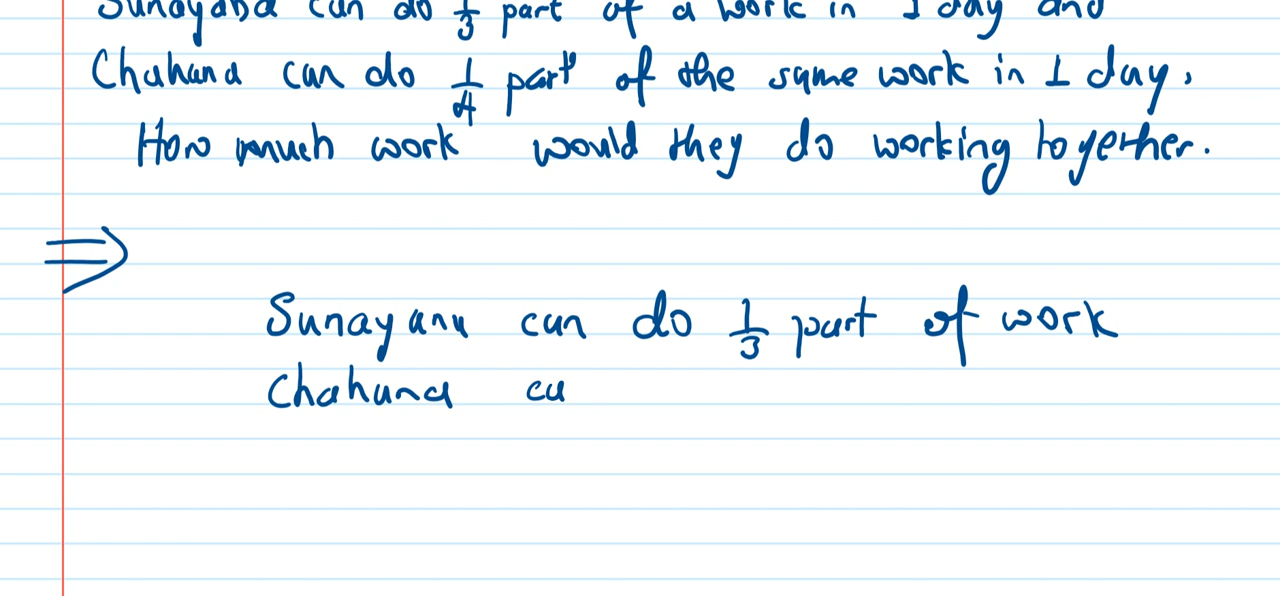 Sunayana can do 1/3 part of a work in 1 day and
Chahana can do 1/4 part of the same work in 1 day,
How much work would they do working together.
⇒
Sunayana can do 1/3 part of work
Chahana ca